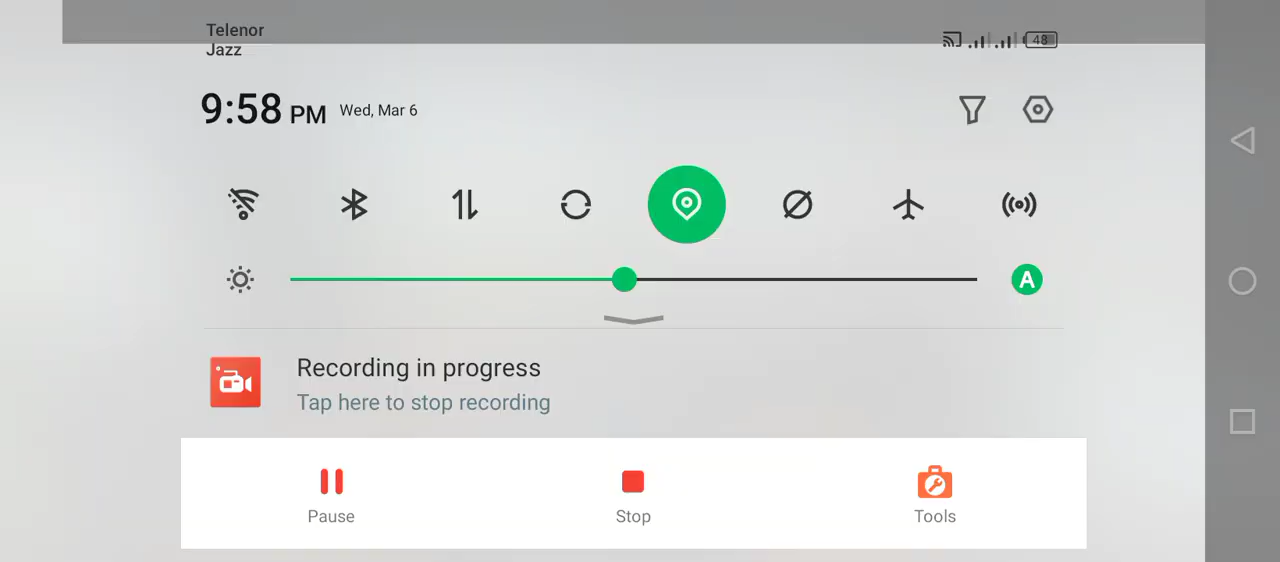 Telenor
Jazz
48
9:58 PM Wed, Mar 6
A
Recording in progress
Tap here to stop recording
Pause Stop Tools